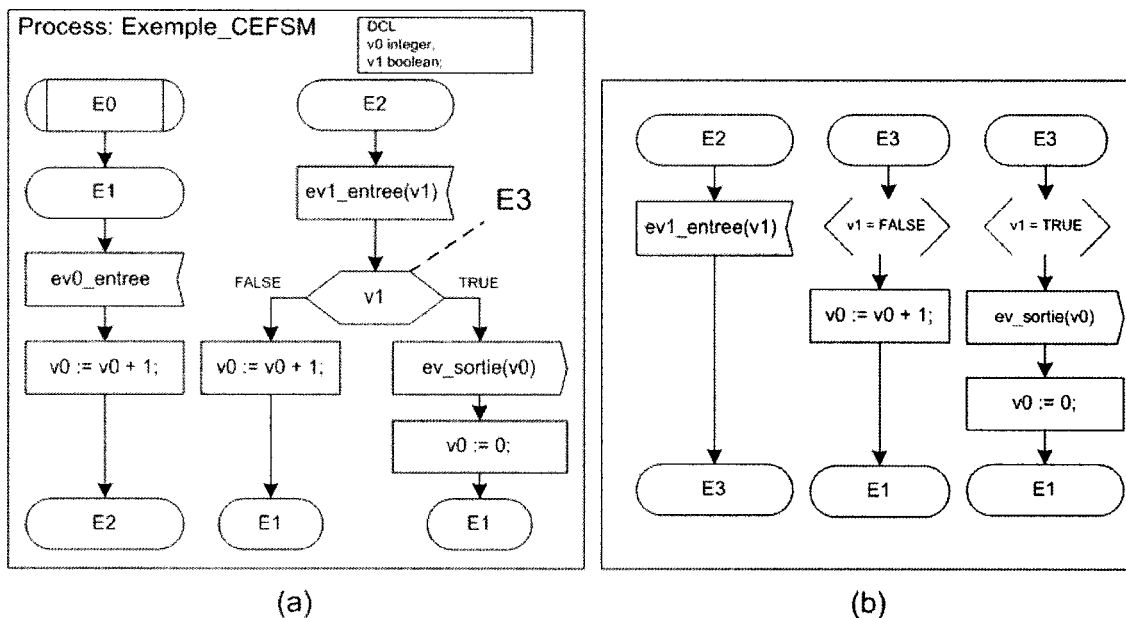 Process: Exemple_CEFSM
DCL
v0 integer,
v1 boolean;
E0
E1
ev0_entree
v0 := v0 + 1;
E2
E2
ev1_entree(v1)
E3
FALSE
v1
TRUE
v0 := v0 + 1;
E1
ev_sortie(v0)
v0 := 0;
E1
(a)
E2
ev1_entree(v1)
E3
E3
v1 = FALSE
v0 := v0 + 1;
E1
E3
v1 = TRUE
ev_sortie(v0)
v0 := 0;
E1
(b)